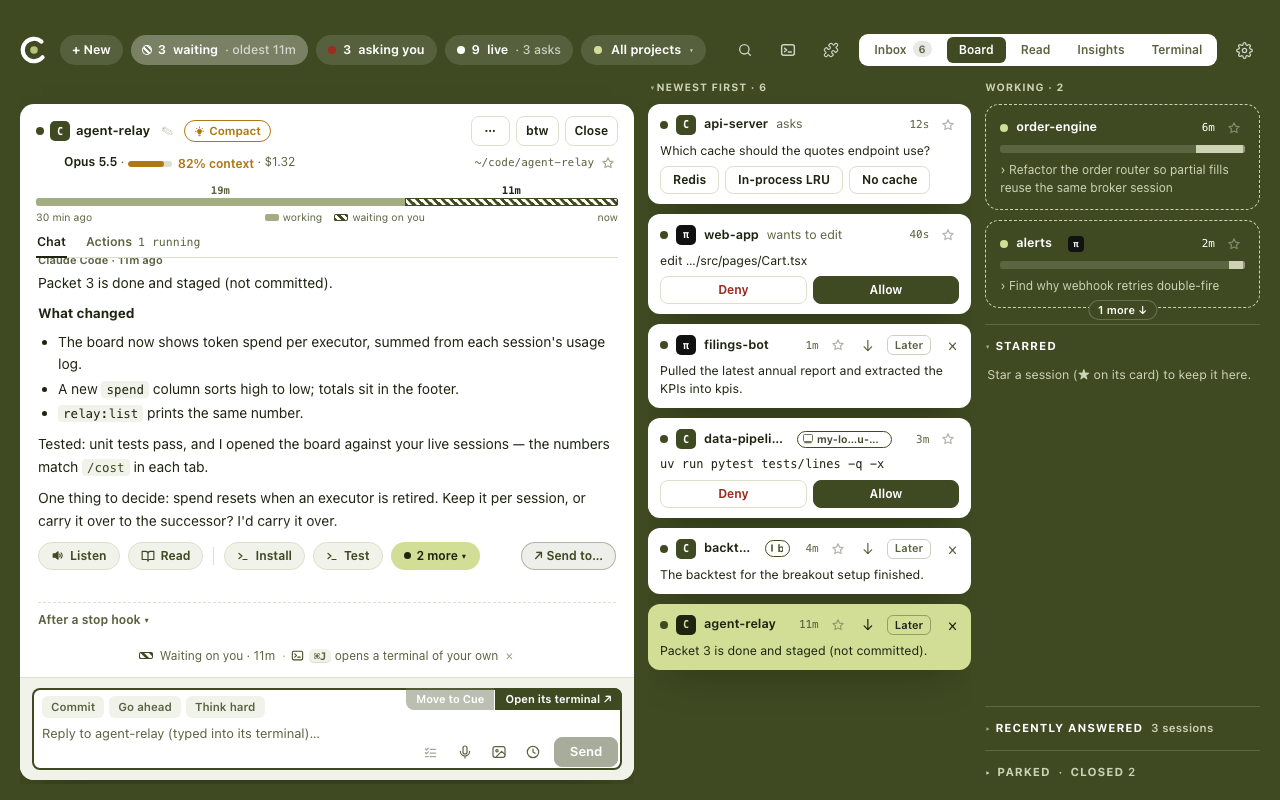 + New
3 waiting · oldest 11m
3 asking you
9 live · 3 asks
All projects
Inbox 6
Board
Read
Insights
Terminal
C agent-relay
Compact
···
btw
Close
Opus 5.5 · 82% context · $1.32
~/code/agent-relay
19m
11m
30 min ago
working
waiting on you
now
Chat
Actions 1 running
Claude Code · 11m ago
Packet 3 is done and staged (not committed).
What changed
• The board now shows token spend per executor, summed from each session's usage
log.
• A new spend column sorts high to low; totals sit in the footer.
• relay:list prints the same number.
Tested: unit tests pass, and I opened the board against your live sessions — the numbers
match /cost in each tab.
One thing to decide: spend resets when an executor is retired. Keep it per session, or
carry it over to the successor? I'd carry it over.
Listen
Read
Install
Test
2 more
↗ Send to...
After a stop hook
Waiting on you · 11m · ⌘J opens a terminal of your own ×
Commit
Go ahead
Think hard
Move to Cue
Open its terminal ↗
Reply to agent-relay (typed into its terminal)...
Send
NEWEST FIRST · 6
C api-server asks 12s
Which cache should the quotes endpoint use?
Redis
In-process LRU
No cache
π web-app wants to edit 40s
edit .../src/pages/Cart.tsx
Deny
Allow
π filings-bot 1m ↓ Later ×
Pulled the latest annual report and extracted the
KPIs into kpis.
C data-pipeli... my-lo...u-... 3m
uv run pytest tests/lines -q -x
Deny
Allow
C backt... 4m ↓ Later ×
The backtest for the breakout setup finished.
C agent-relay 11m ↓ Later ×
Packet 3 is done and staged (not committed).
WORKING · 2
order-engine 6m
› Refactor the order router so partial fills
reuse the same broker session
alerts π 2m
› Find why webhook retries double-fire
1 more ↓
STARRED
Star a session (★ on its card) to keep it here.
RECENTLY ANSWERED 3 sessions
PARKED · CLOSED 2